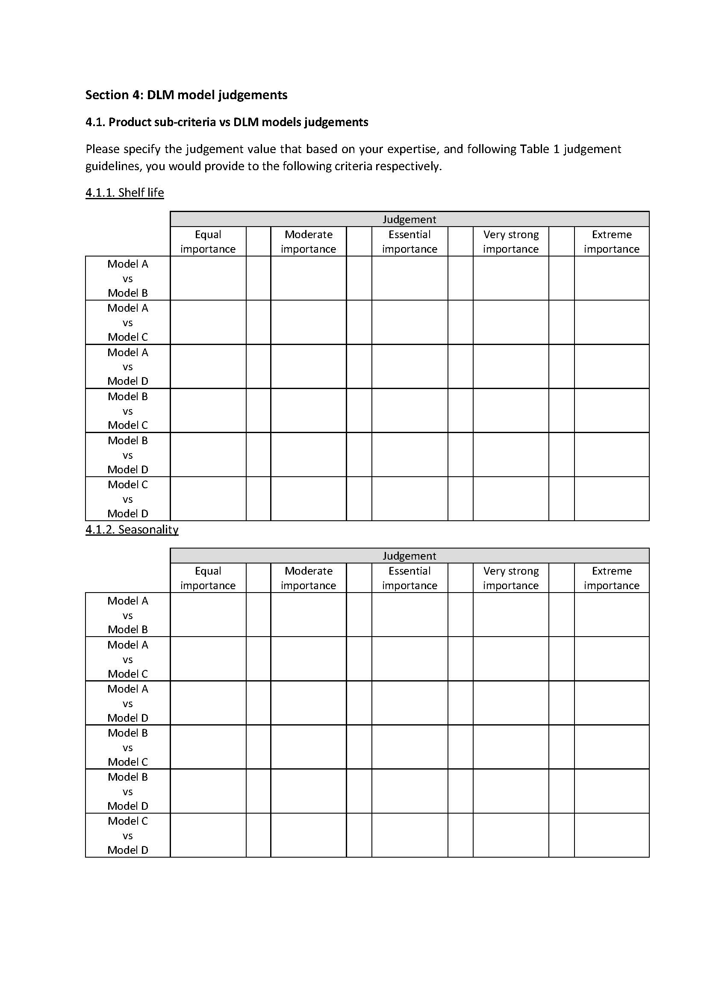 Section 4: DLM model judgements
4.1. Product sub-criteria vs DLM models judgements
Please specify the judgement value that based on your expertise, and following Table 1 judgement
guidelines, you would provide to the following criteria respectively.
4.1.1. Shelf life
Judgement
Equal importance Moderate importance Essential importance Very strong importance Extreme importance
Model A
vs
Model B
Model A
vs
Model C
Model A
vs
Model D
Model B
vs
Model C
Model B
vs
Model D
Model C
vs
Model D
4.1.2. Seasonality
Judgement
Equal importance Moderate importance Essential importance Very strong importance Extreme importance
Model A
vs
Model B
Model A
vs
Model C
Model A
vs
Model D
Model B
vs
Model C
Model B
vs
Model D
Model C
vs
Model D